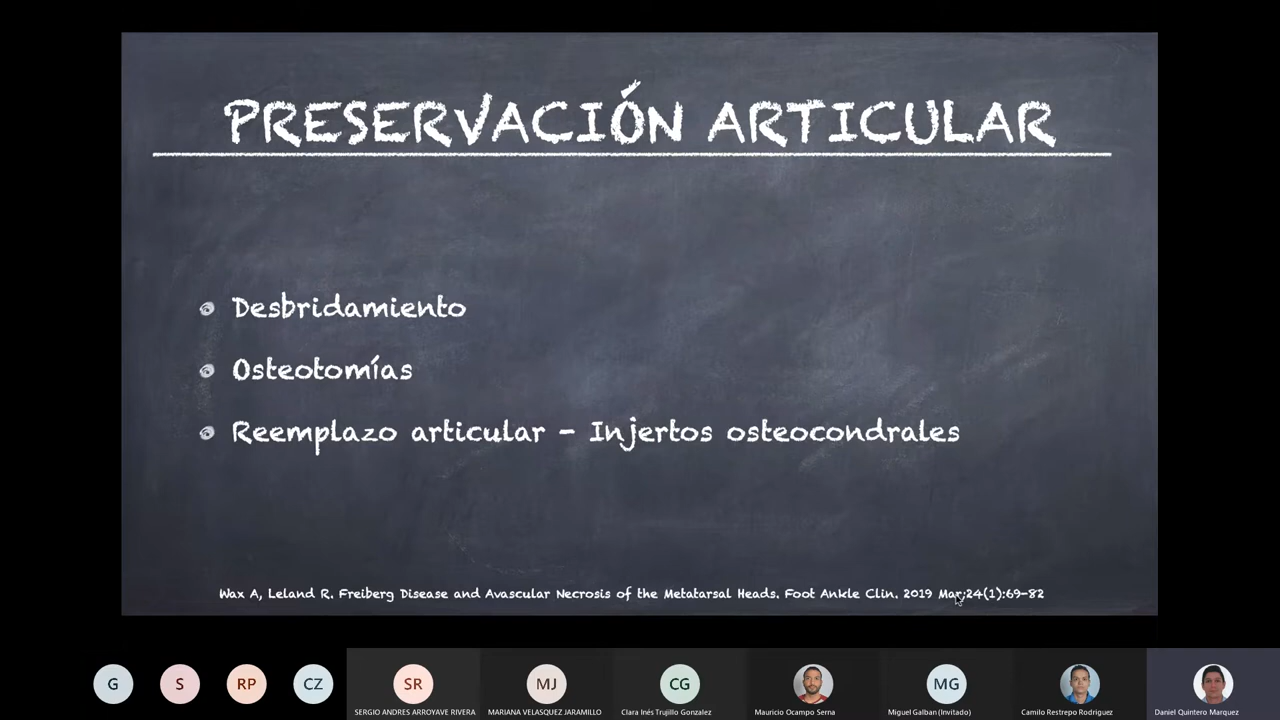 PRESERVACIÓN ARTICULAR
Desbridamiento
Osteotomías
Reemplazo articular - Injertos osteocondrales
Wax A, Leland R. Freiberg Disease and Avascular Necrosis of the Metatarsal Heads. Foot Ankle Clin. 2019 Mar;24(1):69-82
G S RP CZ SR MJ CG MG
SERGIO ANDRES ARROYAVE RIVERA MARIANA VELASQUEZ JARAMILLO Clara Inés Trujillo Gonzalez Mauricio Ocampo Serna Miguel Galban (Invitado) Camilo Restrepo Rodriguez Daniel Quintero Marquez